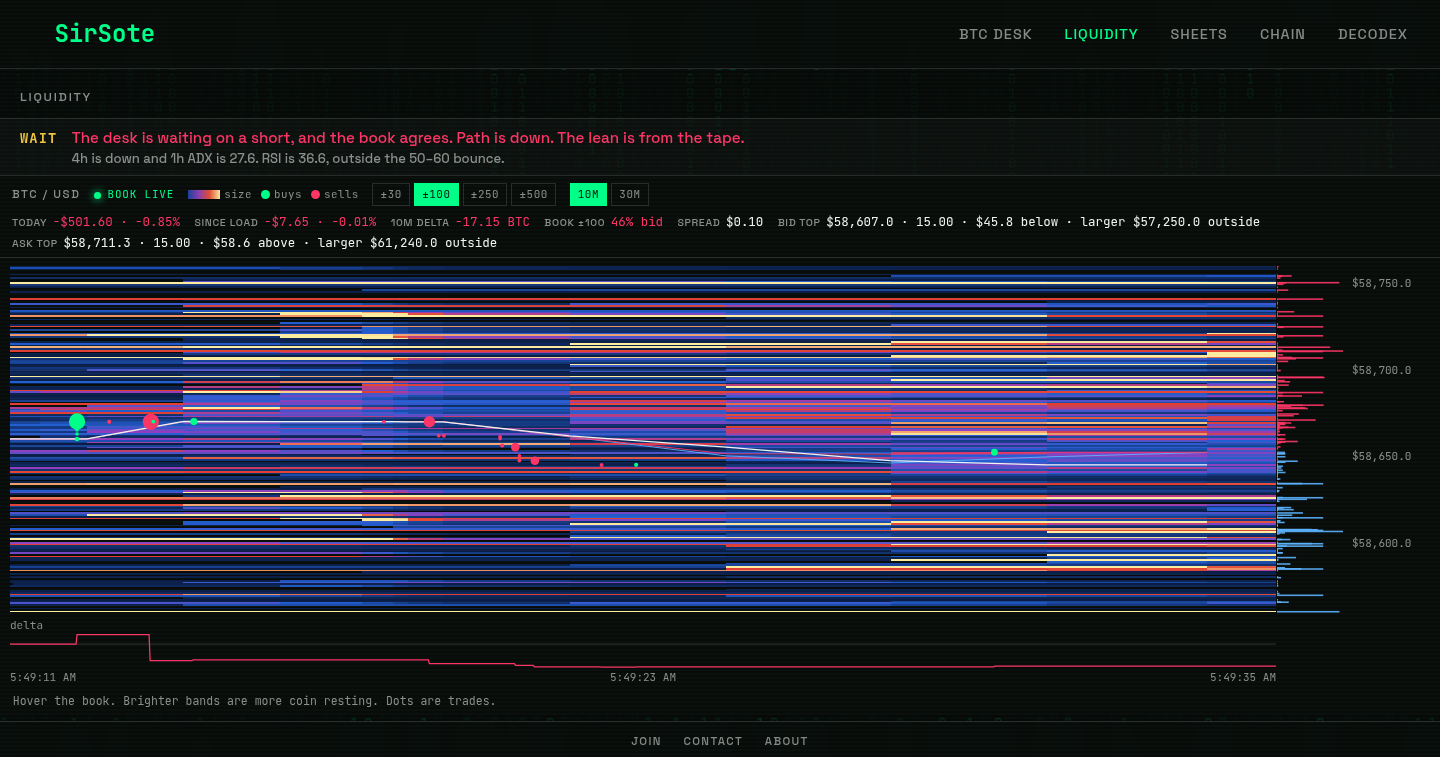 SirSote
BTC DESK LIQUIDITY SHEETS CHAIN DECODEX
LIQUIDITY
WAIT The desk is waiting on a short, and the book agrees. Path is down. The lean is from the tape.
4h is down and 1h ADX is 27.6. RSI is 36.6, outside the 50–60 bounce.
BTC / USD BOOK LIVE size buys sells ±30 ±100 ±250 ±500 10M 30M
TODAY -$501.60 · -0.85% SINCE LOAD -$7.65 · -0.01% 10M DELTA -17.15 BTC BOOK ±100 46% bid SPREAD $0.10 BID TOP $58,607.0 · 15.00 · $45.8 below · larger $57,250.0 outside
ASK TOP $58,711.3 · 15.00 · $58.6 above · larger $61,240.0 outside
$58,750.0
$58,700.0
$58,650.0
$58,600.0
delta
5:49:11 AM 5:49:23 AM 5:49:35 AM
Hover the book. Brighter bands are more coin resting. Dots are trades.
JOIN CONTACT ABOUT